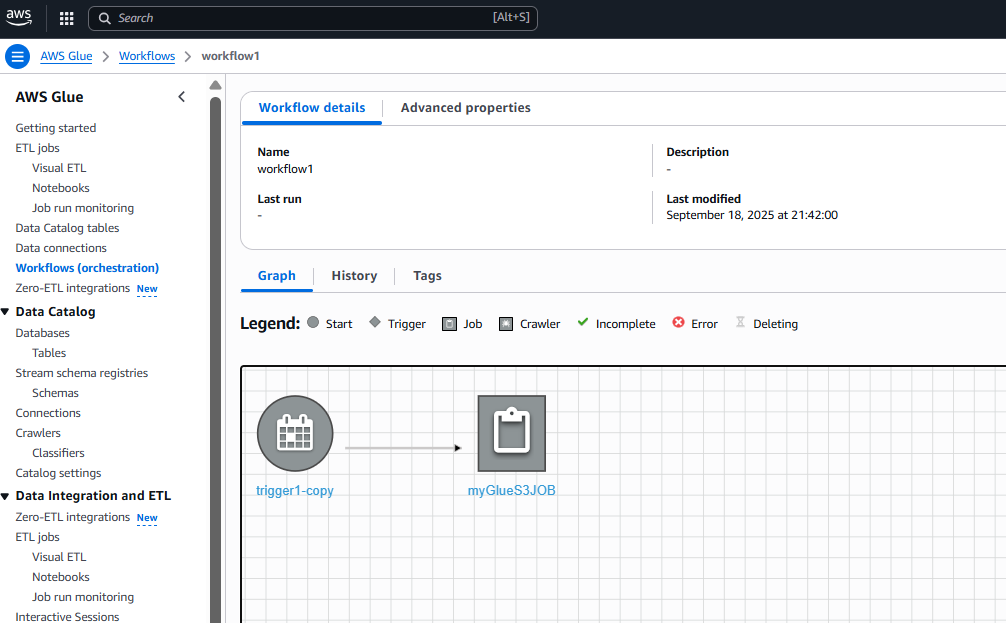 aws
Search [Alt+S]
AWS Glue Workflows workflow1
AWS Glue
Getting started
ETL jobs
Visual ETL
Notebooks
Job run monitoring
Data Catalog tables
Data connections
Workflows (orchestration)
Zero-ETL integrations New
Data Catalog
Databases
Tables
Stream schema registries
Schemas
Connections
Crawlers
Classifiers
Catalog settings
Data Integration and ETL
Zero-ETL integrations New
ETL jobs
Visual ETL
Notebooks
Job run monitoring
Interactive Sessions
Workflow details Advanced properties
Name
workflow1
Description
-
Last run
-
Last modified
September 18, 2025 at 21:42:00
Graph History Tags
Legend: Start Trigger Job Crawler Incomplete Error Deleting
trigger1-copy myGlueS3JOB